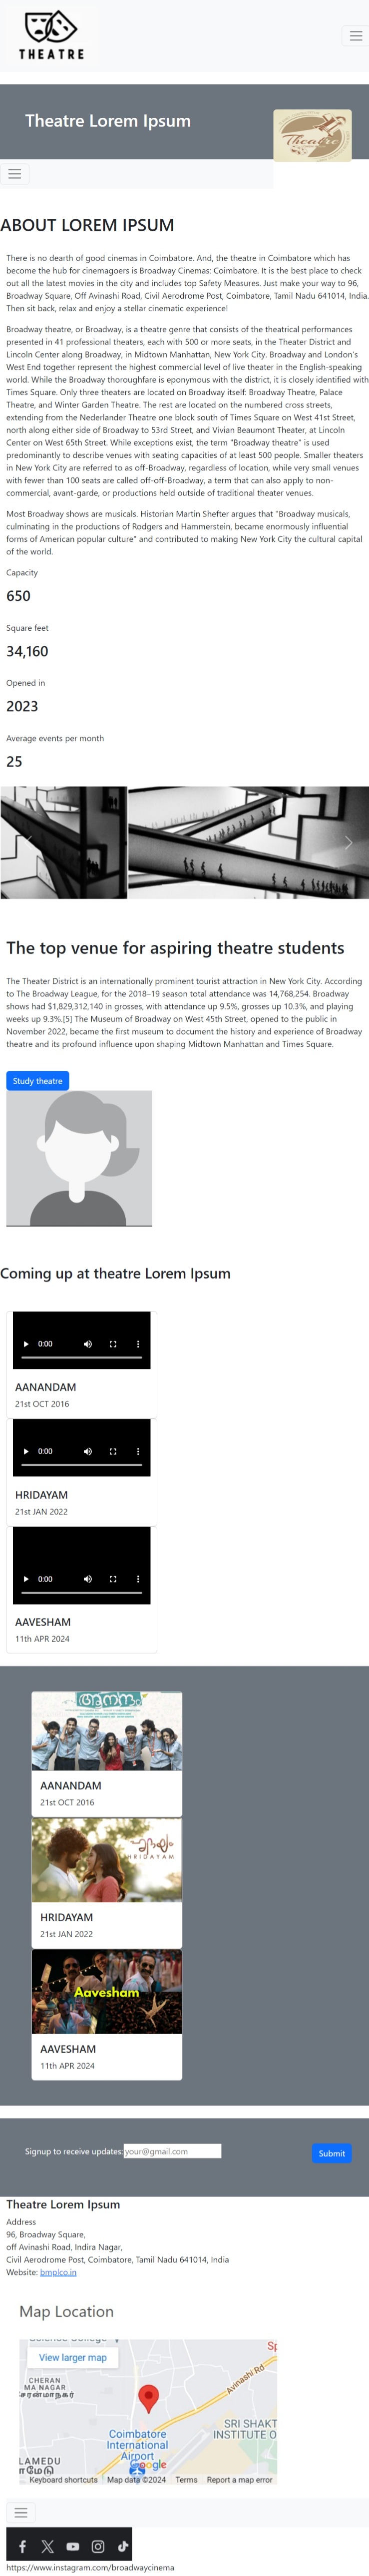 THEATRE
Theatre Lorem Ipsum
Theatre
ABOUT LOREM IPSUM
There is no dearth of good cinemas in Coimbatore. And, the theatre in Coimbatore which has
become the hub for cinemagoers is Broadway Cinemas: Coimbatore. It is the best place to check
out all the latest movies in the city and includes top Safety Measures. Just make your way to 96,
Broadway Square, Off Avinashi Road, Civil Aerodrome Post, Coimbatore, Tamil Nadu 641014, India.
Then sit back, relax and enjoy a stellar cinematic experience!
Broadway theatre, or Broadway, is a theatre genre that consists of the theatrical performances
presented in 41 professional theaters, each with 500 or more seats, in the Theater District and
Lincoln Center along Broadway, in Midtown Manhattan, New York City. Broadway and London's
West End together represent the highest commercial level of live theater in the English-speaking
world. While the Broadway thoroughfare is eponymous with the district, it is closely identified with
Times Square. Only three theaters are located on Broadway itself: Broadway Theatre, Palace
Theatre, and Winter Garden Theatre. The rest are located on the numbered cross streets,
extending from the Nederlander Theatre one block south of Times Square on West 41st Street,
north along either side of Broadway to 53rd Street, and Vivian Beaumont Theater, at Lincoln
Center on West 65th Street. While exceptions exist, the term "Broadway theatre" is used
predominantly to describe venues with seating capacities of at least 500 people. Smaller theaters
in New York City are referred to as off-Broadway, regardless of location, while very small venues
with fewer than 100 seats are called off-off-Broadway, a term that can also apply to non-
commercial, avant-garde, or productions held outside of traditional theater venues.
Most Broadway shows are musicals. Historian Martin Shefter argues that "Broadway musicals,
culminating in the productions of Rodgers and Hammerstein, became enormously influential
forms of American popular culture" and contributed to making New York City the cultural capital
of the world.
Capacity
650
Square feet
34,160
Opened in
2023
Average events per month
25
The top venue for aspiring theatre students
The Theater District is an internationally prominent tourist attraction in New York City. According
to The Broadway League, for the 2018–19 season total attendance was 14,768,254. Broadway
shows had $1,829,312,140 in grosses, with attendance up 9.5%, grosses up 10.3%, and playing
weeks up 9.3%.[5] The Museum of Broadway on West 45th Street, opened to the public in
November 2022, became the first museum to document the history and experience of Broadway
theatre and its profound influence upon shaping Midtown Manhattan and Times Square.
Study theatre
Coming up at theatre Lorem Ipsum
0:00
AANANDAM
21st OCT 2016
0:00
HRIDAYAM
21st JAN 2022
0:00
AAVESHAM
11th APR 2024
ആനന്ദം
AANANDAM
21st OCT 2016
ഹൃദയം
HRIDAYAM
HRIDAYAM
21st JAN 2022
Aavesham
AAVESHAM
11th APR 2024
Signup to receive updates: your@gmail.com
Submit
Theatre Lorem Ipsum
Address
96, Broadway Square,
off Avinashi Road, Indira Nagar,
Civil Aerodrome Post, Coimbatore, Tamil Nadu 641014, India
Website: bmplco.in
Map Location
View larger map
Avinashi Rd
CHERAN
MA NAGAR
SRI SHAKT
INSTITUTE O
Coimbatore
International
Airport
LAMEDU
Google
Keyboard shortcuts Map data ©2024 Terms Report a map error
https://www.instagram.com/broadwaycinema